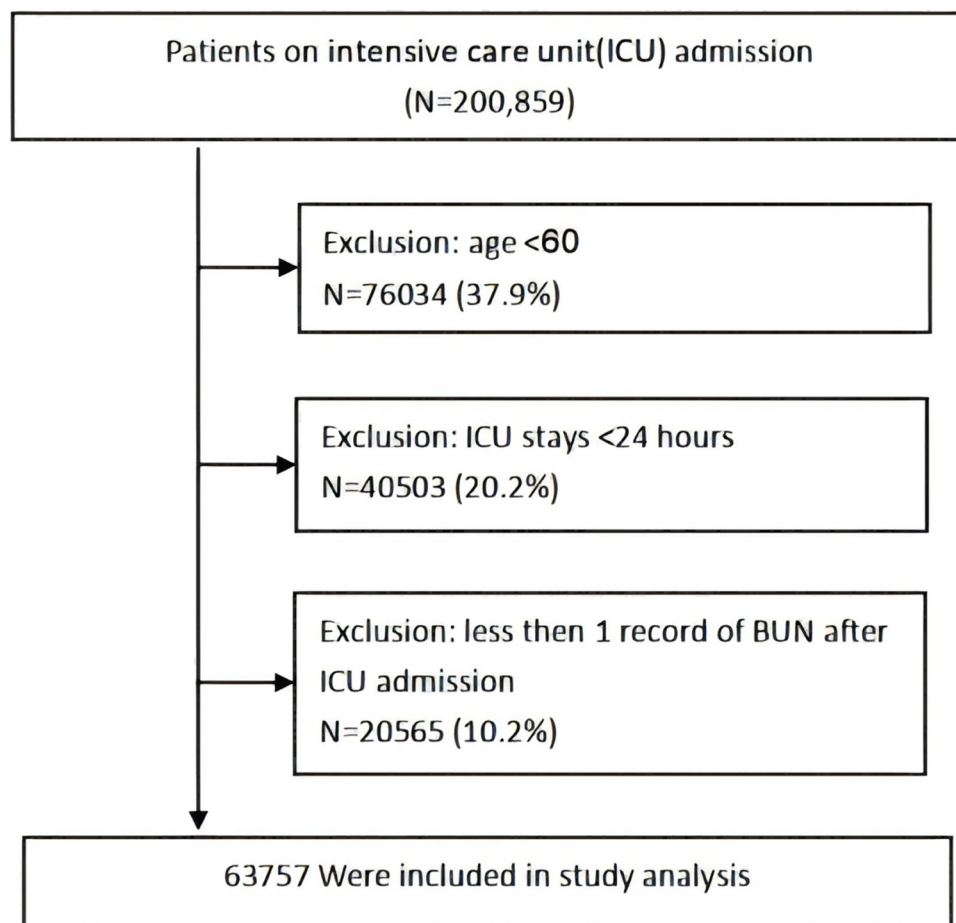 Patients on intensive care unit(ICU) admission
(N=200,859)
Exclusion: age <60
N=76034 (37.9%)
Exclusion: ICU stays <24 hours
N=40503 (20.2%)
Exclusion: less then 1 record of BUN after
ICU admission
N=20565 (10.2%)
63757 Were included in study analysis